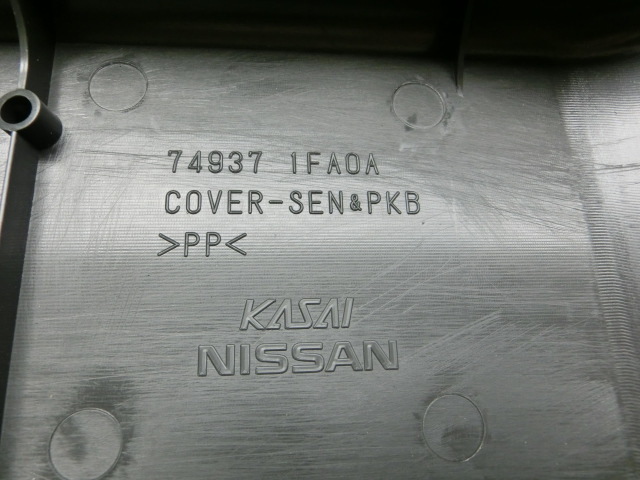 74937 1FA0A
COVER-SEN&PKB
>PP<
KASAI
NISSAN